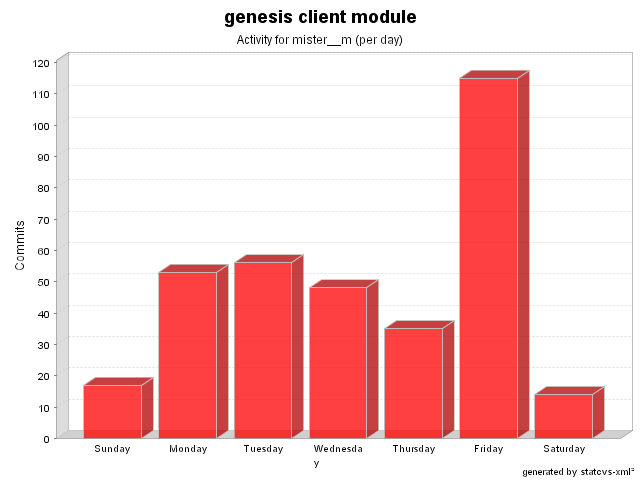 genesis client module
Activity for mister__m (per day)
120
110
100
90
80
70
60
50
40
30
20
10
0
Commits
Sunday Monday Tuesday Wednesda Thursday Friday Saturday
y
generated by statcvs-xml²